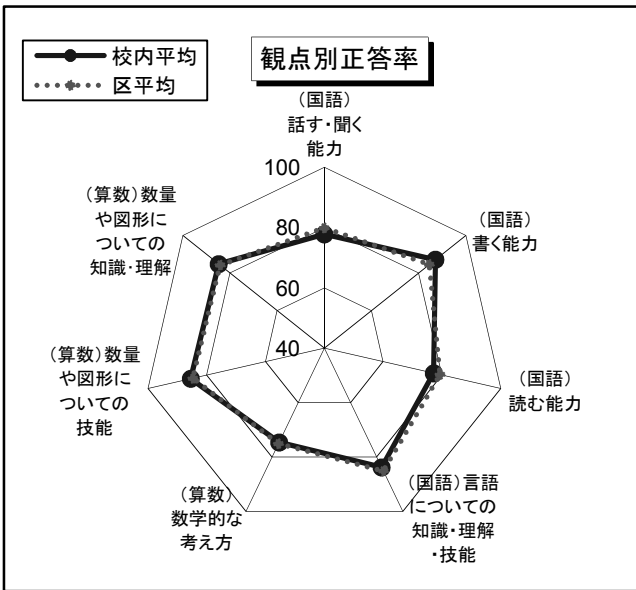 校内平均
区平均
観点別正答率
(国語)
話す・聞く
能力
(国語)
書く能力
(国語)
読む能力
(国語)言語
についての
知識・理解
・技能
(算数)
数学的な
考え方
(算数)数量
や図形に
ついての
技能
(算数)数量
や図形に
ついての
知識・理解
100
80
60
40